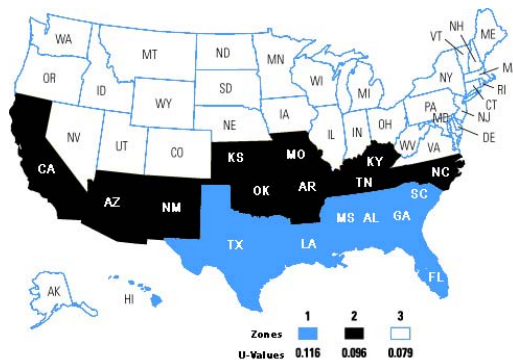 WA
MT
ND
MN
VT
NH
ME
OR
ID
WY
SD
WI
MI
NY
M
RI
CT
NV
UT
CO
NE
IA
IL
IN
OH
PA
NJ
MD
DE
WV
VA
CA
AZ
NM
KS
MO
KY
OK
AR
TN
NC
TX
LA
MS
AL
GA
SC
FL
AK
HI
1 2 3
Zones
U-Values 0.116 0.096 0.079